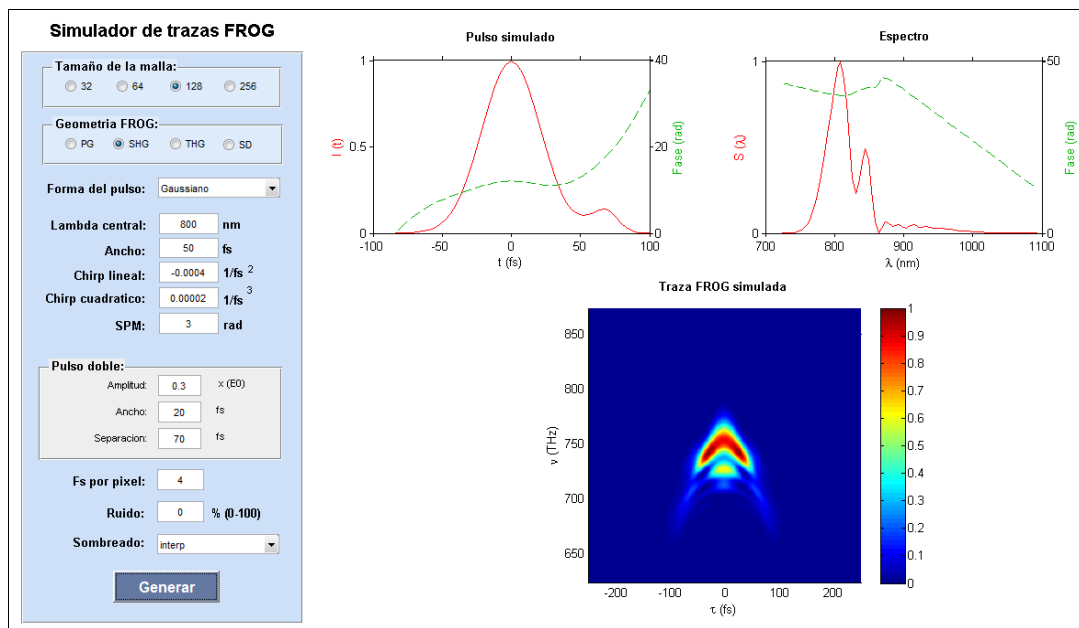 Simulador de trazas FROG
Tamaño de la malla:
32 64 128 256
Geometria FROG:
PG SHG THG SD
Forma del pulso: Gaussiano
Lambda central: 800 nm
Ancho: 50 fs
Chirp lineal: -0.0004 1/fs 2
Chirp cuadratico: 0.00002 1/fs 3
SPM: 3 rad
Pulso doble:
Amplitud: 0.3 x (E0)
Ancho: 20 fs
Separacion: 70 fs
Fs por pixel: 4
Ruido: 0 % (0-100)
Sombreado: interp
Generar
Pulso simulado
1
0.5
0
I (t)
40
20
0
Fase (rad)
-100 -50 0 50 100
t (fs)
Espectro
1
0.5
0
S (λ)
50
0
Fase (rad)
700 800 900 1000 1100
λ (nm)
Traza FROG simulada
850
800
750
700
650
ν (THz)
-200 -100 0 100 200
τ (fs)
1
0.9
0.8
0.7
0.6
0.5
0.4
0.3
0.2
0.1
0